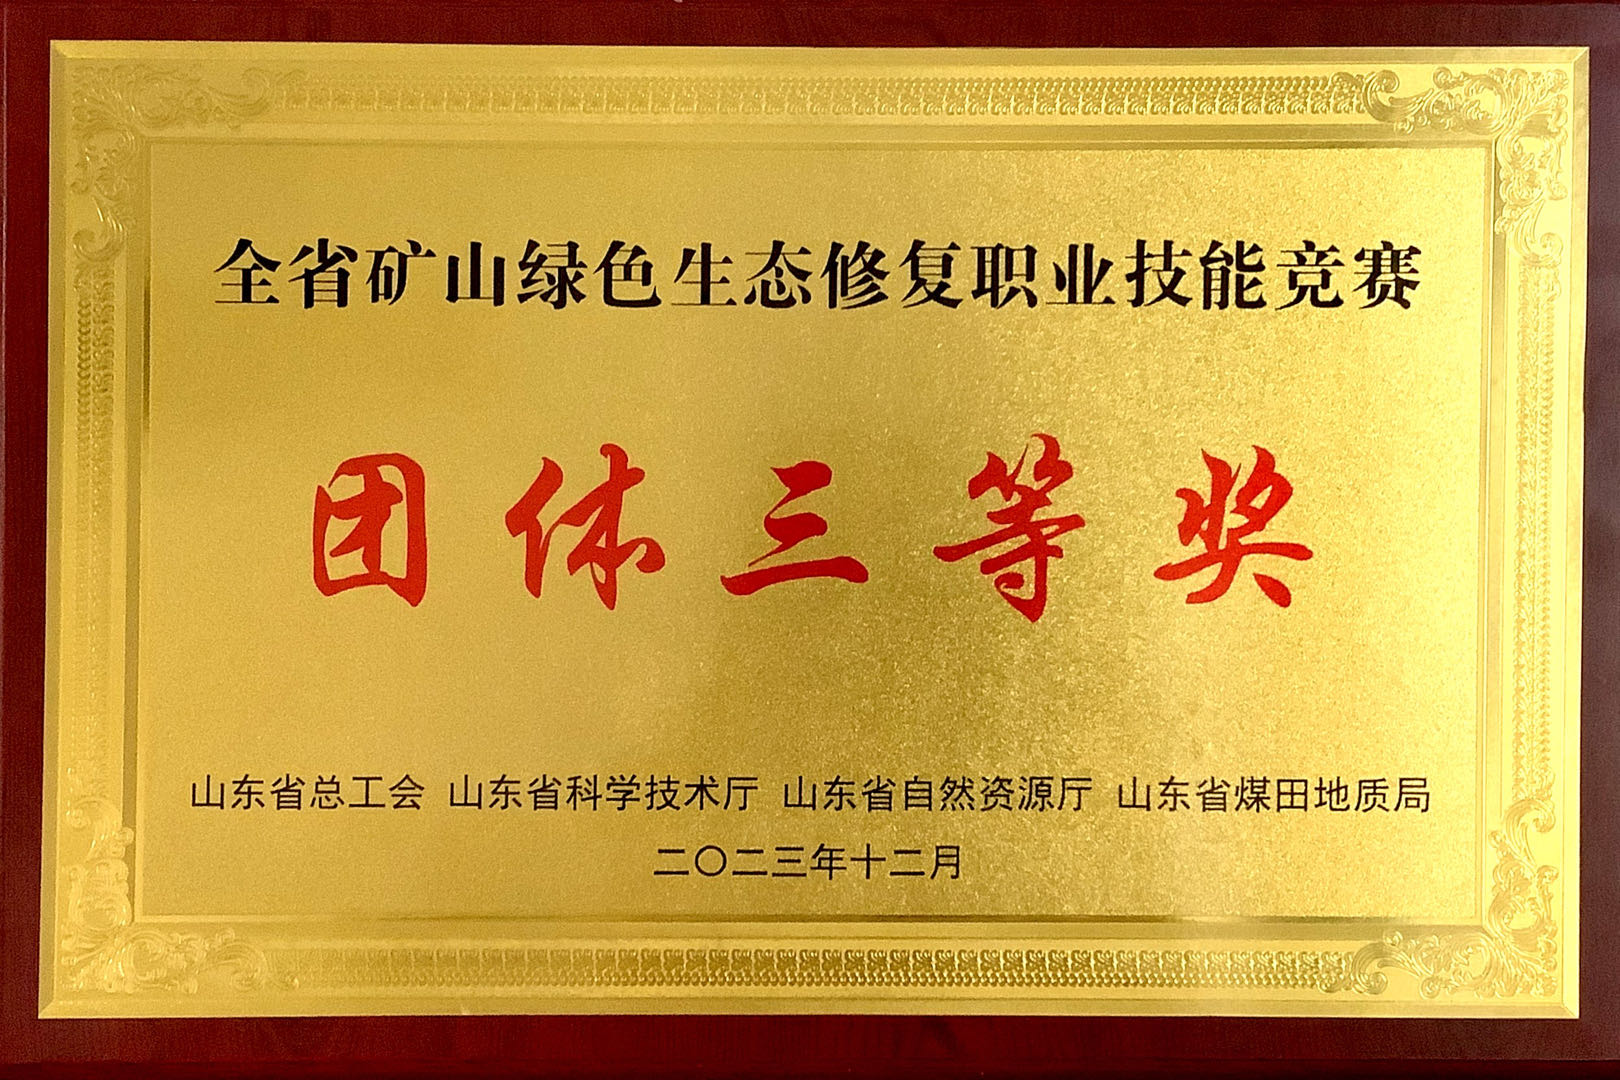 全省矿山绿色生态修复职业技能竞赛
团体三等奖
山东省总工会 山东省科学技术厅 山东省自然资源厅 山东省煤田地质局
二〇二三年十二月